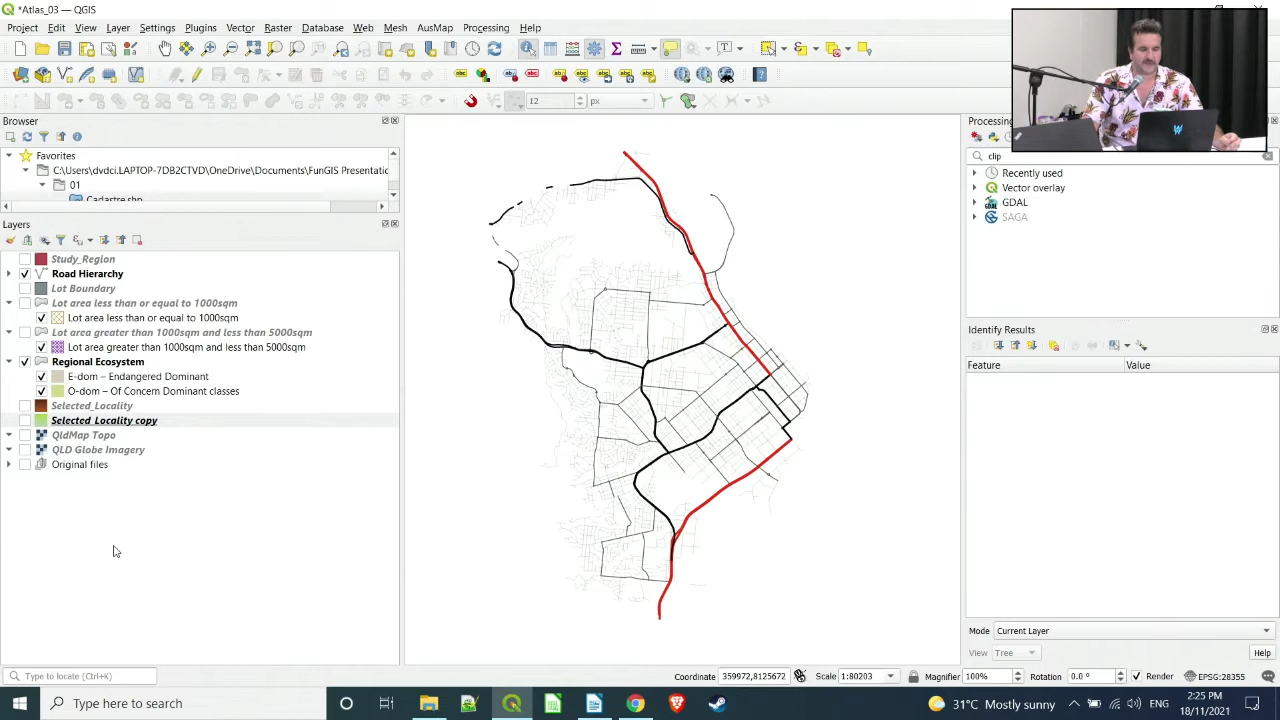 *Atlas_03 — QGIS
Project Edit View Layer Settings Plugins Vector Raster Database Web Mesh AusMap Processing Help
12 px
Browser
Favorites
C:\Users\dvdci.LAPTOP-7DB2CTVD\OneDrive\Documents\FunGIS Presentatic
01
Cadastre.shp
Layers
Study_Region
Road Hierarchy
Lot Boundary
Lot area less than or equal to 1000sqm
Lot area less than or equal to 1000sqm
Lot area greater than 1000sqm and less than 5000sqm
Lot area greater than 1000sqm and less than 5000sqm
Regional Ecosystem
E-dom – Endangered Dominant
O-dom – Of Concern Dominant classes
Selected_Locality
Selected_Locality copy
QldMap Topo
QLD Globe Imagery
Original files
Processing
clip
Recently used
Vector overlay
GDAL
SAGA
Identify Results
Feature Value
Mode Current Layer
View Tree Help
Type to locate (Ctrl+K) Coordinate 359972,8125672 Scale 1:80203 Magnifier 100% Rotation 0.0 ° Render EPSG:28355
Type here to search 31°C Mostly sunny ENG 2:25 PM
18/11/2021